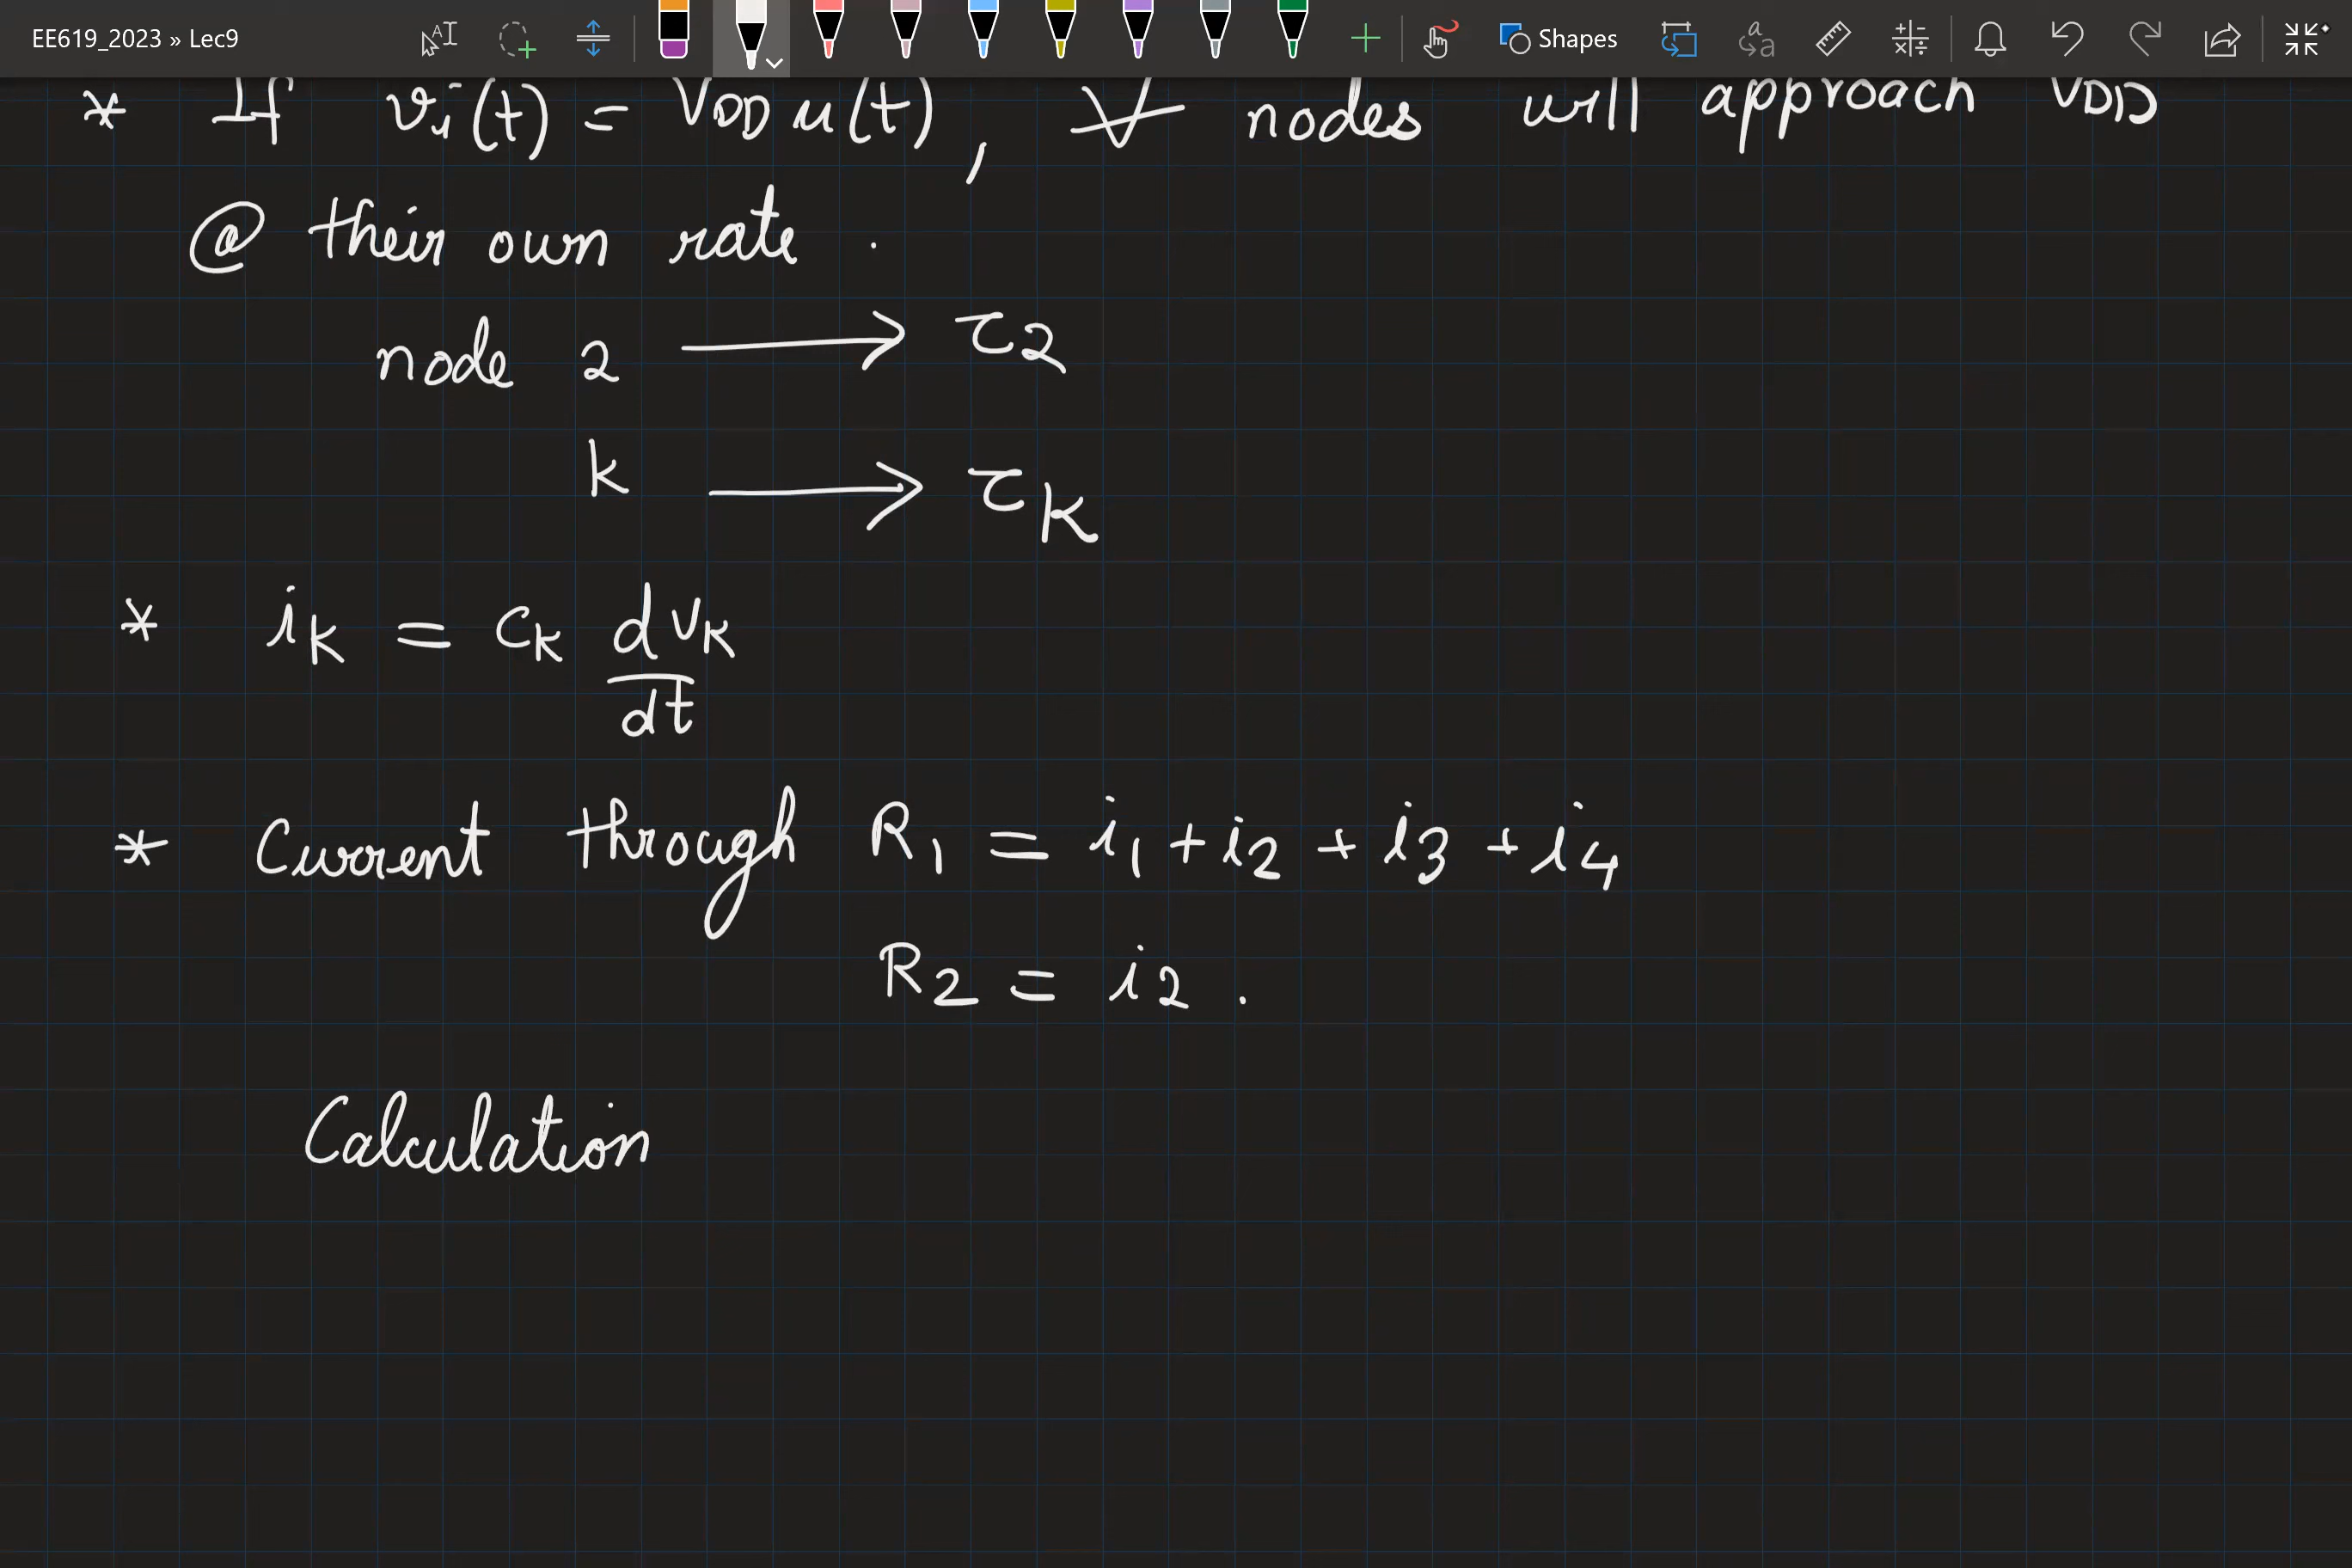 EE619_2023 » Lec9
Shapes
* If vi(t) = VDD u(t), ∀ nodes will approach VDD
@ their own rate .
node 2 ⟶ τ2
k ⟶ τk
* ik = ck dvk
dt
* Current through R1 = i1 + i2 + i3 + i4
R2 = i2 .
Calculation